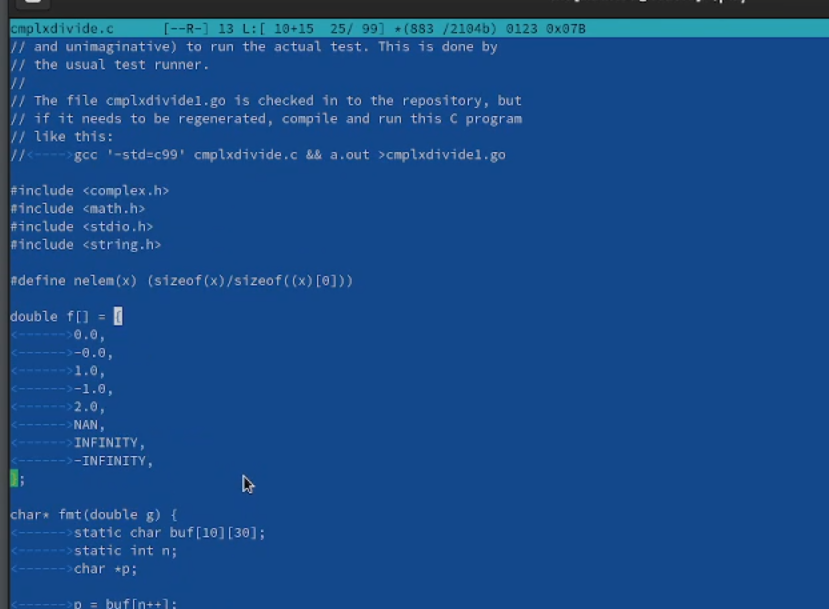 cmplxdivide.c [--R-] 13 L:[ 10+15 25/ 99] *(883 /2104b) 0123 0x07B
// and unimaginative) to run the actual test. This is done by
// the usual test runner.
//
// The file cmplxdivide1.go is checked in to the repository, but
// if it needs to be regenerated, compile and run this C program
// like this:
//<---->gcc '-std=c99' cmplxdivide.c && a.out >cmplxdivide1.go
#include <complex.h>
#include <math.h>
#include <stdio.h>
#include <string.h>
#define nelem(x) (sizeof(x)/sizeof((x)[0]))
double f[] = {
<------>0.0,
<------>-0.0,
<------>1.0,
<------>-1.0,
<------>2.0,
<------>NAN,
<------>INFINITY,
<------>-INFINITY,
};
char* fmt(double g) {
<------>static char buf[10][30];
<------>static int n;
<------>char *p;
<------>p = buf[n++];